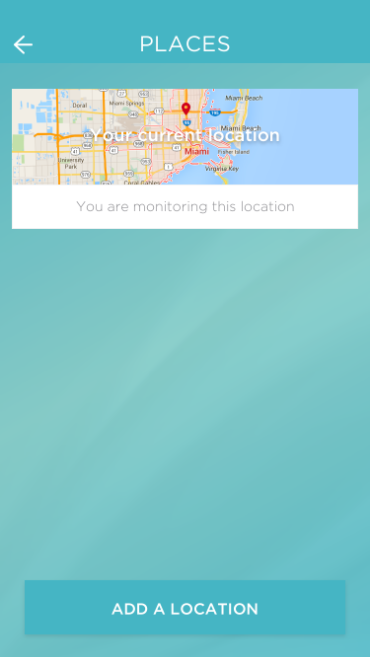 PLACES
Doral
Miami Springs
Miami Beach
Your current location
Miami Beach
Miami
Fisher Island
University
Park
Virginia Key
Coral Gables
You are monitoring this location
ADD A LOCATION